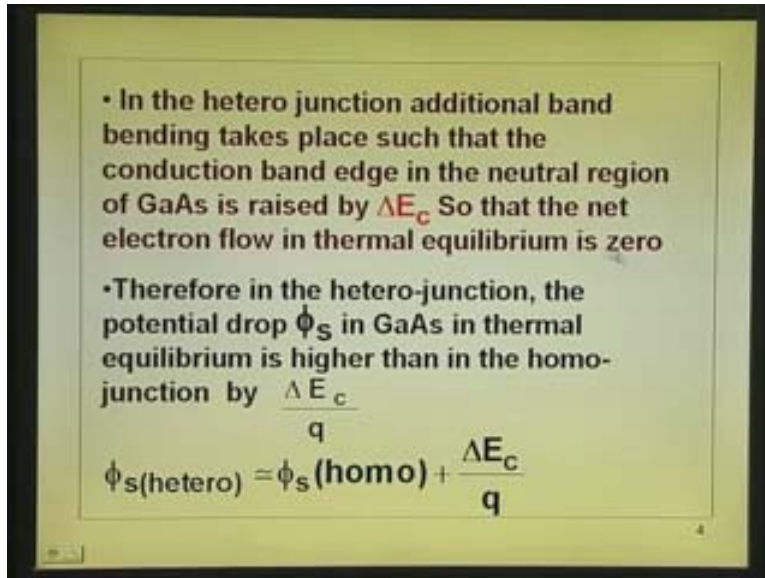 • In the hetero junction additional band
bending takes place such that the
conduction band edge in the neutral region
of GaAs is raised by ΔEc So that the net
electron flow in thermal equilibrium is zero
•Therefore in the hetero-junction, the
potential drop ϕs in GaAs in thermal
equilibrium is higher than in the homo-
junction by ΔEc/q
ϕs(hetero) ≃ϕs(homo)+ ΔEc/q
4